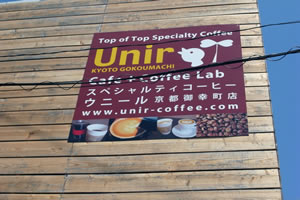 Top of Top Specialty Coffee
Unir
KYOTO GOKOUMACHI
Cafe + Coffee Lab
スペシャルティコーヒー
ウニール 京都御幸町店
www.unir-coffee.com